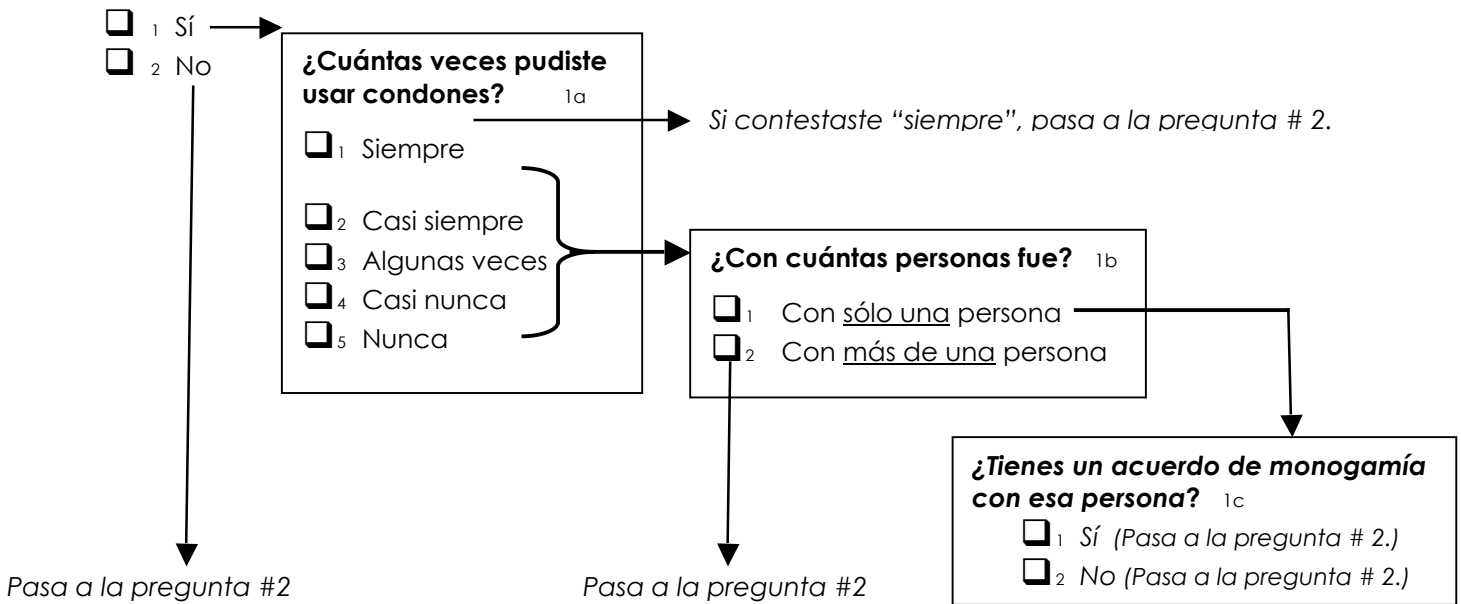 ❑ 1 Sí
❑ 2 No
¿Cuántas veces pudiste
usar condones? 1a
❑ 1 Siempre
❑ 2 Casi siempre
❑ 3 Algunas veces
❑ 4 Casi nunca
❑ 5 Nunca
Si contestaste “siempre”, pasa a la pregunta # 2.
¿Con cuántas personas fue? 1b
❑ 1 Con sólo una persona
❑ 2 Con más de una persona
¿Tienes un acuerdo de monogamía
con esa persona? 1c
❑ 1 Sí (Pasa a la pregunta # 2.)
❑ 2 No (Pasa a la pregunta # 2.)
Pasa a la pregunta #2
Pasa a la pregunta #2